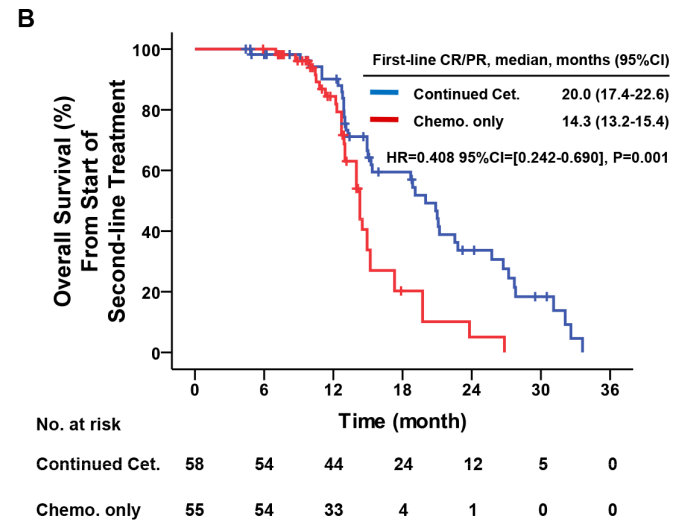 B
First-line CR/PR, median, months (95%CI)
Continued Cet. 20.0 (17.4-22.6)
Chemo. only 14.3 (13.2-15.4)
HR=0.408 95%CI=[0.242-0.690], P=0.001
Overall Survival (%)
From Start of
Second-line Treatment
100
80
60
40
20
0
0 6 12 18 24 30 36
Time (month)
No. at risk
Continued Cet. 58 54 44 24 12 5 0
Chemo. only 55 54 33 4 1 0 0